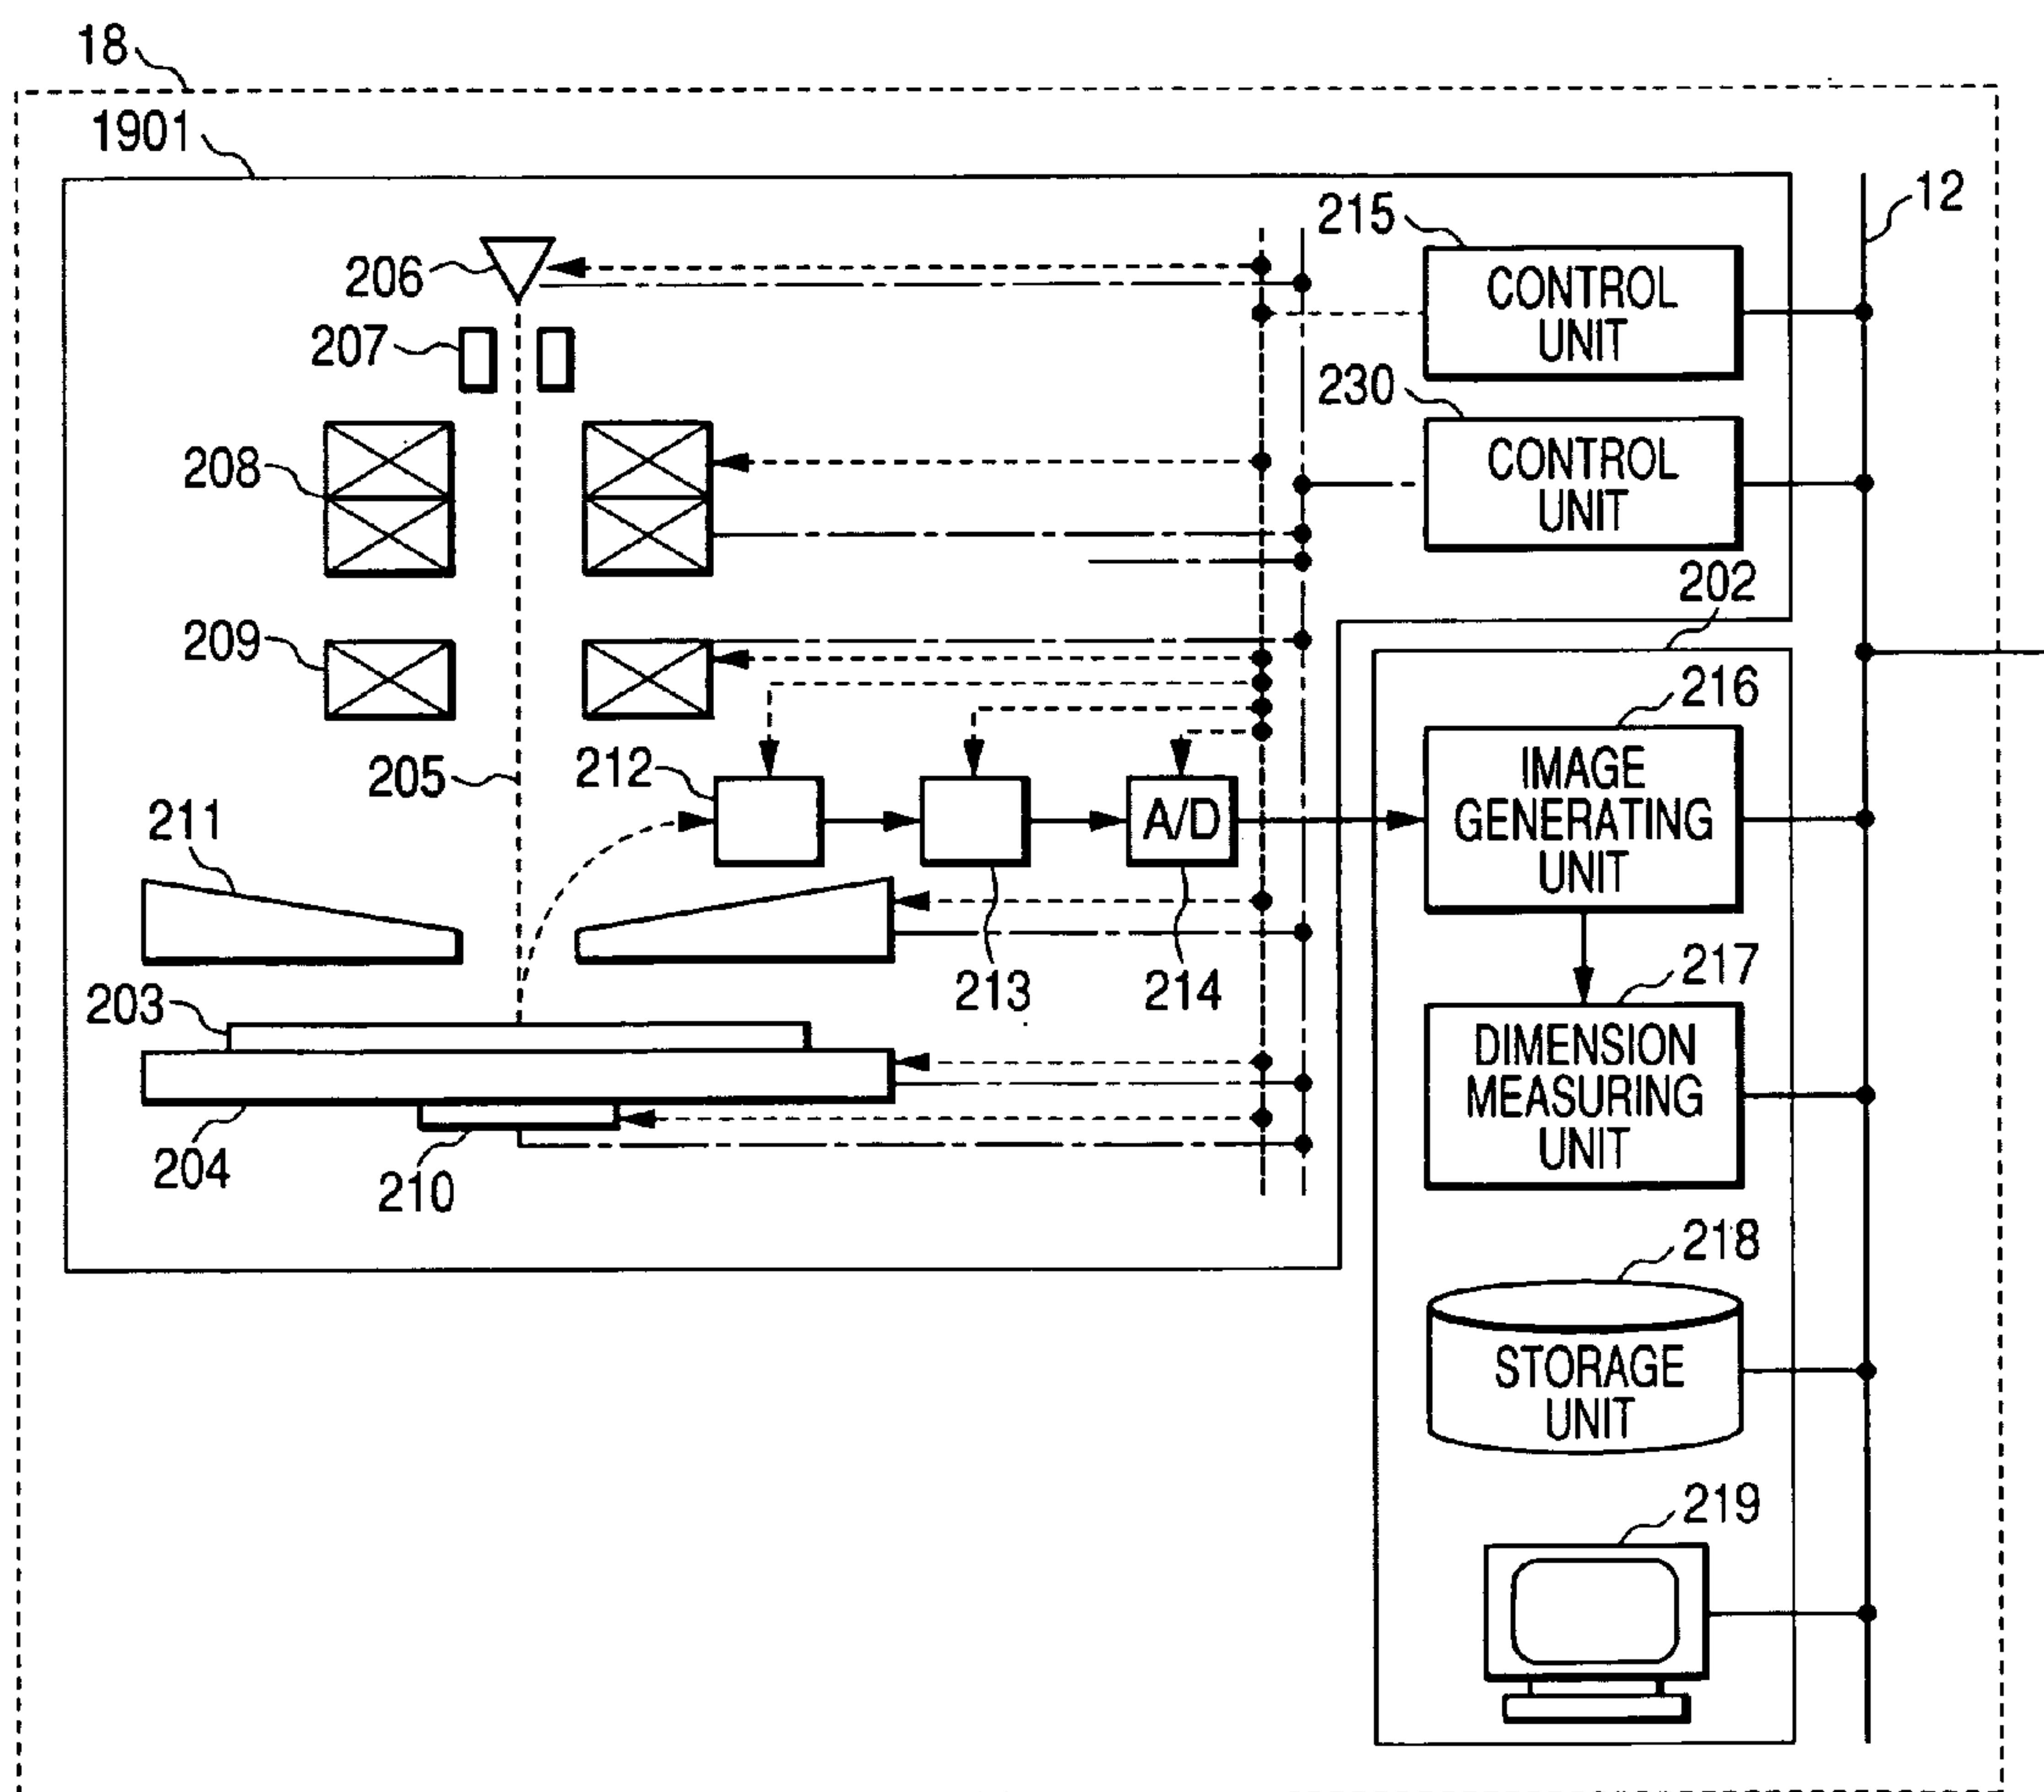 18
1901
12
215
206
CONTROL
UNIT
207
230
208
CONTROL
UNIT
202
209
216
205
212
IMAGE
GENERATING
UNIT
A/D
211
213
214
217
203
DIMENSION
MEASURING
UNIT
204
210
218
STORAGE
UNIT
219